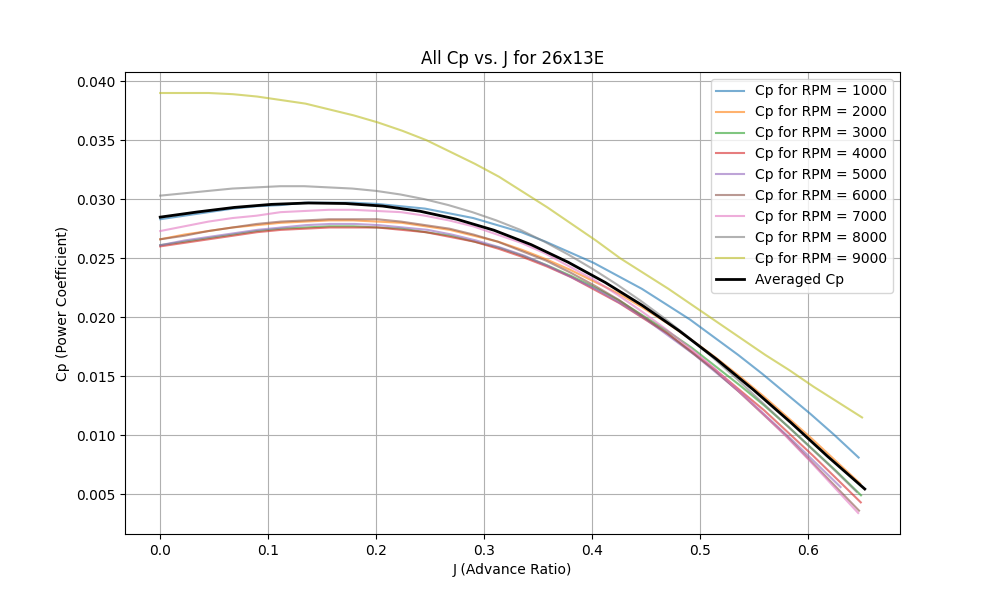 All Cp vs. J for 26x13E
Cp (Power Coefficient)
0.040
0.035
0.030
0.025
0.020
0.015
0.010
0.005
Cp for RPM = 1000
Cp for RPM = 2000
Cp for RPM = 3000
Cp for RPM = 4000
Cp for RPM = 5000
Cp for RPM = 6000
Cp for RPM = 7000
Cp for RPM = 8000
Cp for RPM = 9000
Averaged Cp
0.0 0.1 0.2 0.3 0.4 0.5 0.6
J (Advance Ratio)